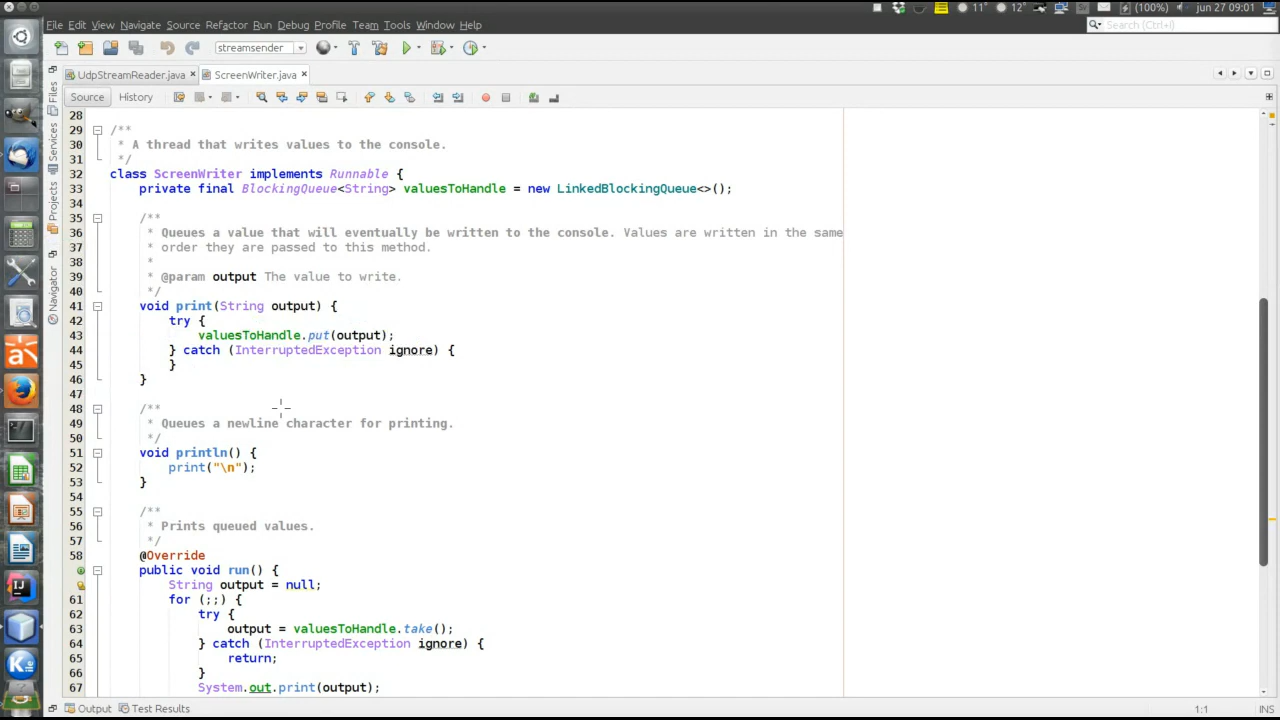 File Edit View Navigate Source Refactor Run Debug Profile Team Tools Window Help
11° 12° (100%) jun 27 09:01
streamsender
Search (Ctrl+I)
UdpStreamReader.java ScreenWriter.java
Source History
Files
Services
Projects
Navigator
28
29 /**
30 * A thread that writes values to the console.
31 */
32 class ScreenWriter implements Runnable {
33 private final BlockingQueue<String> valuesToHandle = new LinkedBlockingQueue<>();
34
35 /**
36 * Queues a value that will eventually be written to the console. Values are written in the same
37 * order they are passed to this method.
38 *
39 * @param output The value to write.
40 */
41 void print(String output) {
42 try {
43 valuesToHandle.put(output);
44 } catch (InterruptedException ignore) {
45 }
46 }
47
48 /**
49 * Queues a newline character for printing.
50 */
51 void println() {
52 print("\n");
53 }
54
55 /**
56 * Prints queued values.
57 */
58 @Override
public void run() {
String output = null;
61 for (;;) {
62 try {
63 output = valuesToHandle.take();
64 } catch (InterruptedException ignore) {
65 return;
66 }
67 System.out.print(output);
Output Test Results
1:1 INS